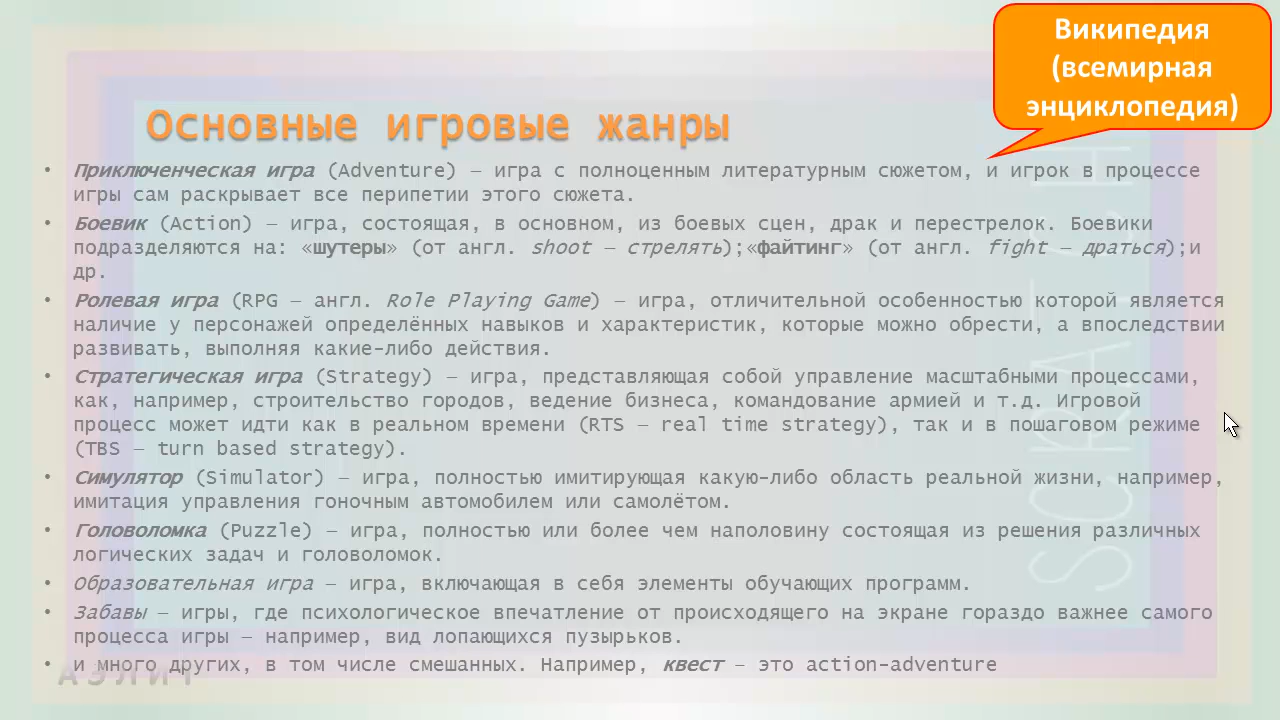 Википедия
(всемирная
энциклопедия)
Основные игровые жанры
• Приключенческая игра (Adventure) – игра с полноценным литературным сюжетом, и игрок в процессе
игры сам раскрывает все перипетии этого сюжета.
• Боевик (Action) – игра, состоящая, в основном, из боевых сцен, драк и перестрелок. Боевики
подразделяются на: «шутеры» (от англ. shoot – стрелять);«файтинг» (от англ. fight – драться);и
др.
• Ролевая игра (RPG – англ. Role Playing Game) – игра, отличительной особенностью которой является
наличие у персонажей определённых навыков и характеристик, которые можно обрести, а впоследствии
развивать, выполняя какие-либо действия.
• Стратегическая игра (Strategy) – игра, представляющая собой управление масштабными процессами,
как, например, строительство городов, ведение бизнеса, командование армией и т.д. Игровой
процесс может идти как в реальном времени (RTS – real time strategy), так и в пошаговом режиме
(TBS – turn based strategy).
• Симулятор (Simulator) – игра, полностью имитирующая какую-либо область реальной жизни, например,
имитация управления гоночным автомобилем или самолётом.
• Головоломка (Puzzle) – игра, полностью или более чем наполовину состоящая из решения различных
логических задач и головоломок.
• Образовательная игра – игра, включающая в себя элементы обучающих программ.
• Забавы – игры, где психологическое впечатление от происходящего на экране гораздо важнее самого
процесса игры – например, вид лопающихся пузырьков.
• и много других, в том числе смешанных. Например, квест – это action-adventure